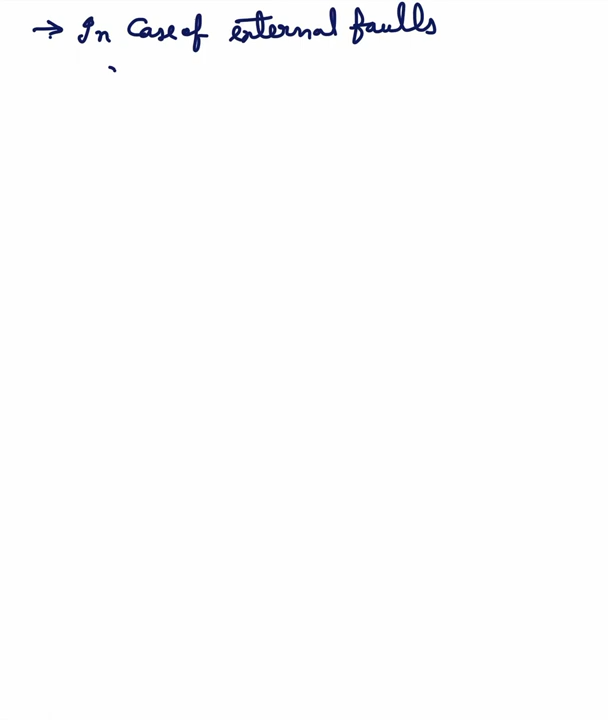 → In case of external faults